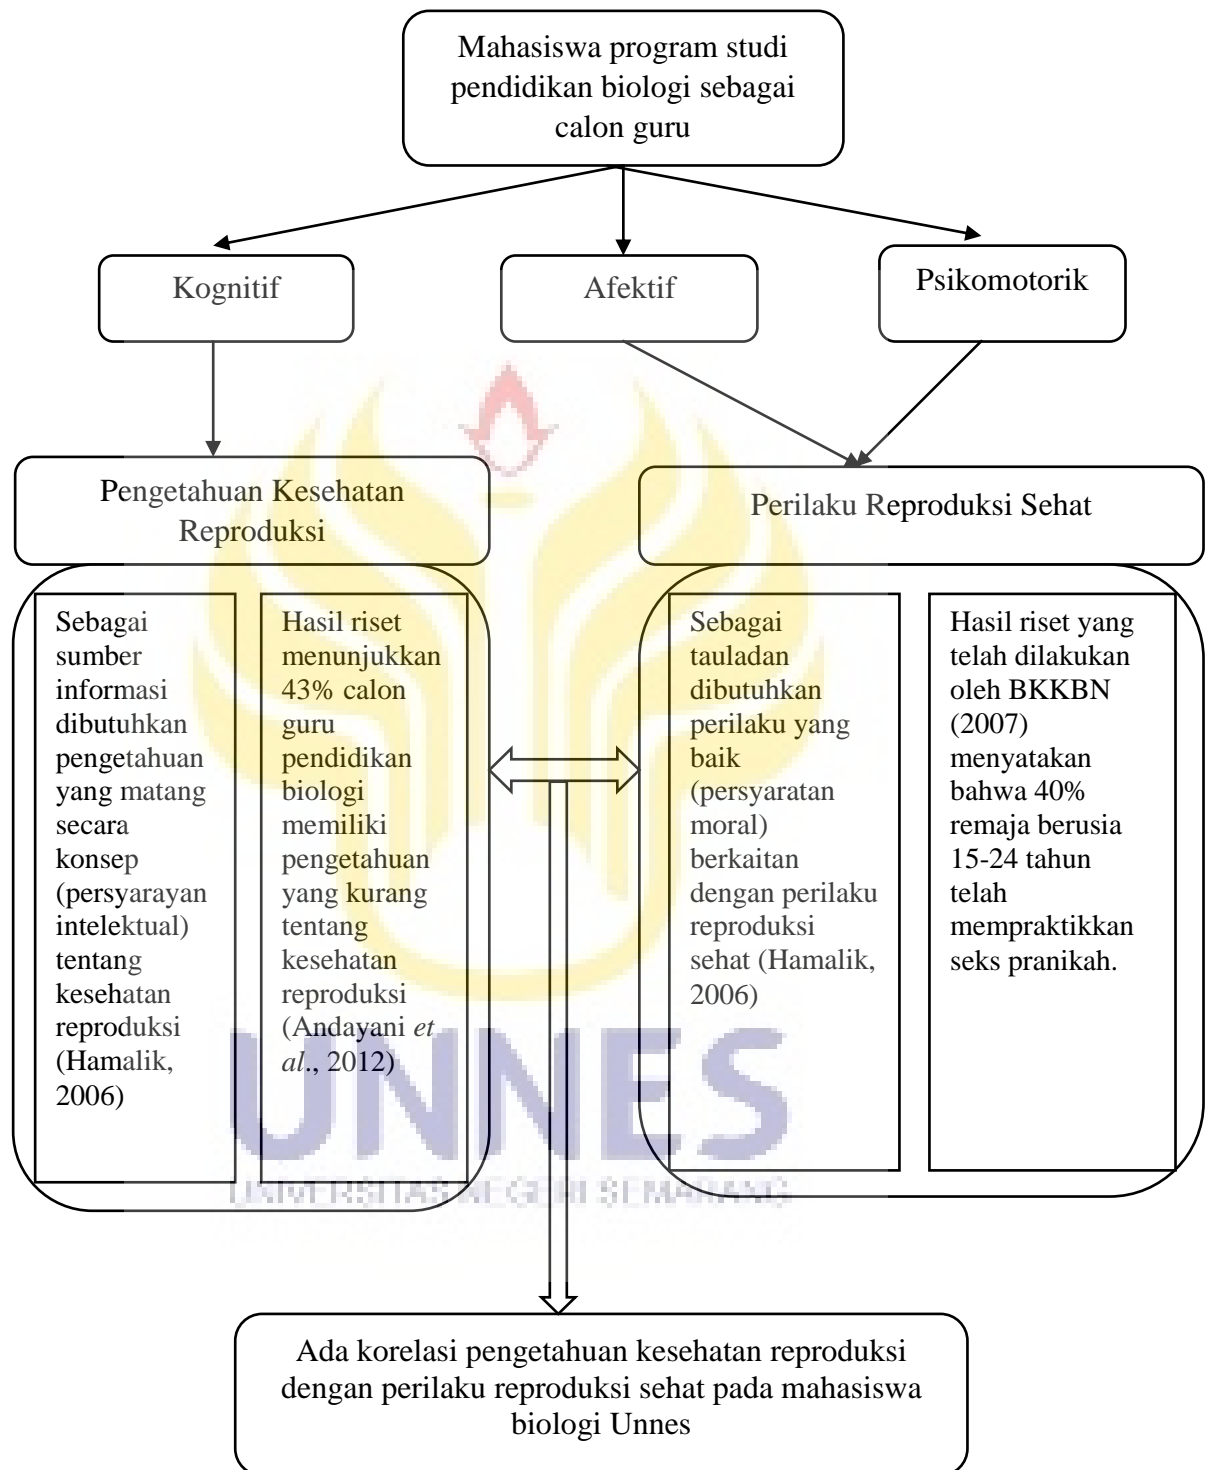 Mahasiswa program studi
pendidikan biologi sebagai
calon guru
Kognitif
Afektif
Psikomotorik
Pengetahuan Kesehatan
Reproduksi
Perilaku Reproduksi Sehat
Sebagai
sumber
informasi
dibutuhkan
pengetahuan
yang matang
secara
konsep
(persyarayan
intelektual)
tentang
kesehatan
reproduksi
(Hamalik,
2006)
Hasil riset
menunjukkan
43% calon
guru
pendidikan
biologi
memiliki
pengetahuan
yang kurang
tentang
kesehatan
reproduksi
(Andayani et
al., 2012)
Sebagai
tauladan
dibutuhkan
perilaku yang
baik
(persyaratan
moral)
berkaitan
dengan perilaku
reproduksi
sehat (Hamalik,
2006)
Hasil riset yang
telah dilakukan
oleh BKKBN
(2007)
menyatakan
bahwa 40%
remaja berusia
15-24 tahun
telah
mempraktikkan
seks pranikah.
UNNES
UNIVERSITAS NEGERI SEMARANG
Ada korelasi pengetahuan kesehatan reproduksi
dengan perilaku reproduksi sehat pada mahasiswa
biologi Unnes